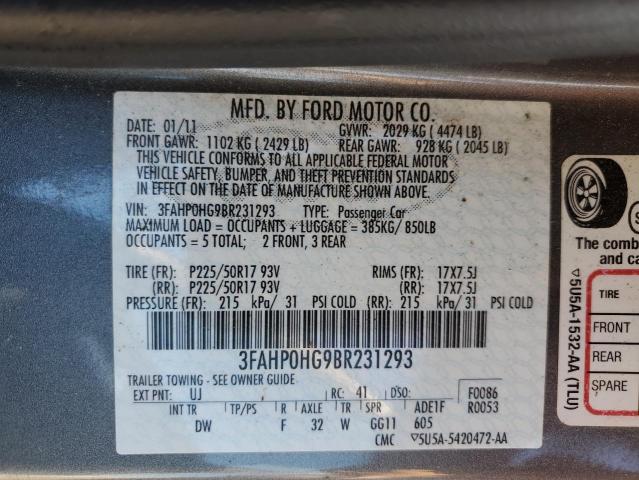 MFD. BY FORD MOTOR CO.
DATE: 01/11 GVWR: 2029 KG ( 4474 LB)
FRONT GAWR: 1102 KG ( 2429 LB) REAR GAWR: 928 KG ( 2045 LB)
THIS VEHICLE CONFORMS TO ALL APPLICABLE FEDERAL MOTOR
VEHICLE SAFETY, BUMPER, AND THEFT PREVENTION STANDARDS
IN EFFECT ON THE DATE OF MANUFACTURE SHOWN ABOVE.
VIN: 3FAHP0HG9BR231293 TYPE: Passenger Car
MAXIMUM LOAD = OCCUPANTS + LUGGAGE = 385KG/ 850LB
OCCUPANTS = 5 TOTAL; 2 FRONT, 3 REAR
TIRE (FR): P225/50R17 93V RIMS (FR): 17X7.5J
(RR): P225/50R17 93V (RR): 17X7.5J
PRESSURE (FR): 215 kPa/ 31 PSI COLD (RR): 215 kPa/ 31 PSI COLD
3FAHP0HG9BR231293
TRAILER TOWING - SEE OWNER GUIDE
EXT PNT: UJ RC: 41 DSO: F0086
INT TR TP/PS R AXLE TR SPR ADE1F R0053
DW F 32 W GG11 605
CMC 5U5A-5420472-AA
The comb
and ca
TIRE
FRONT
REAR
SPARE
5U5A-1532-AA (TLU)